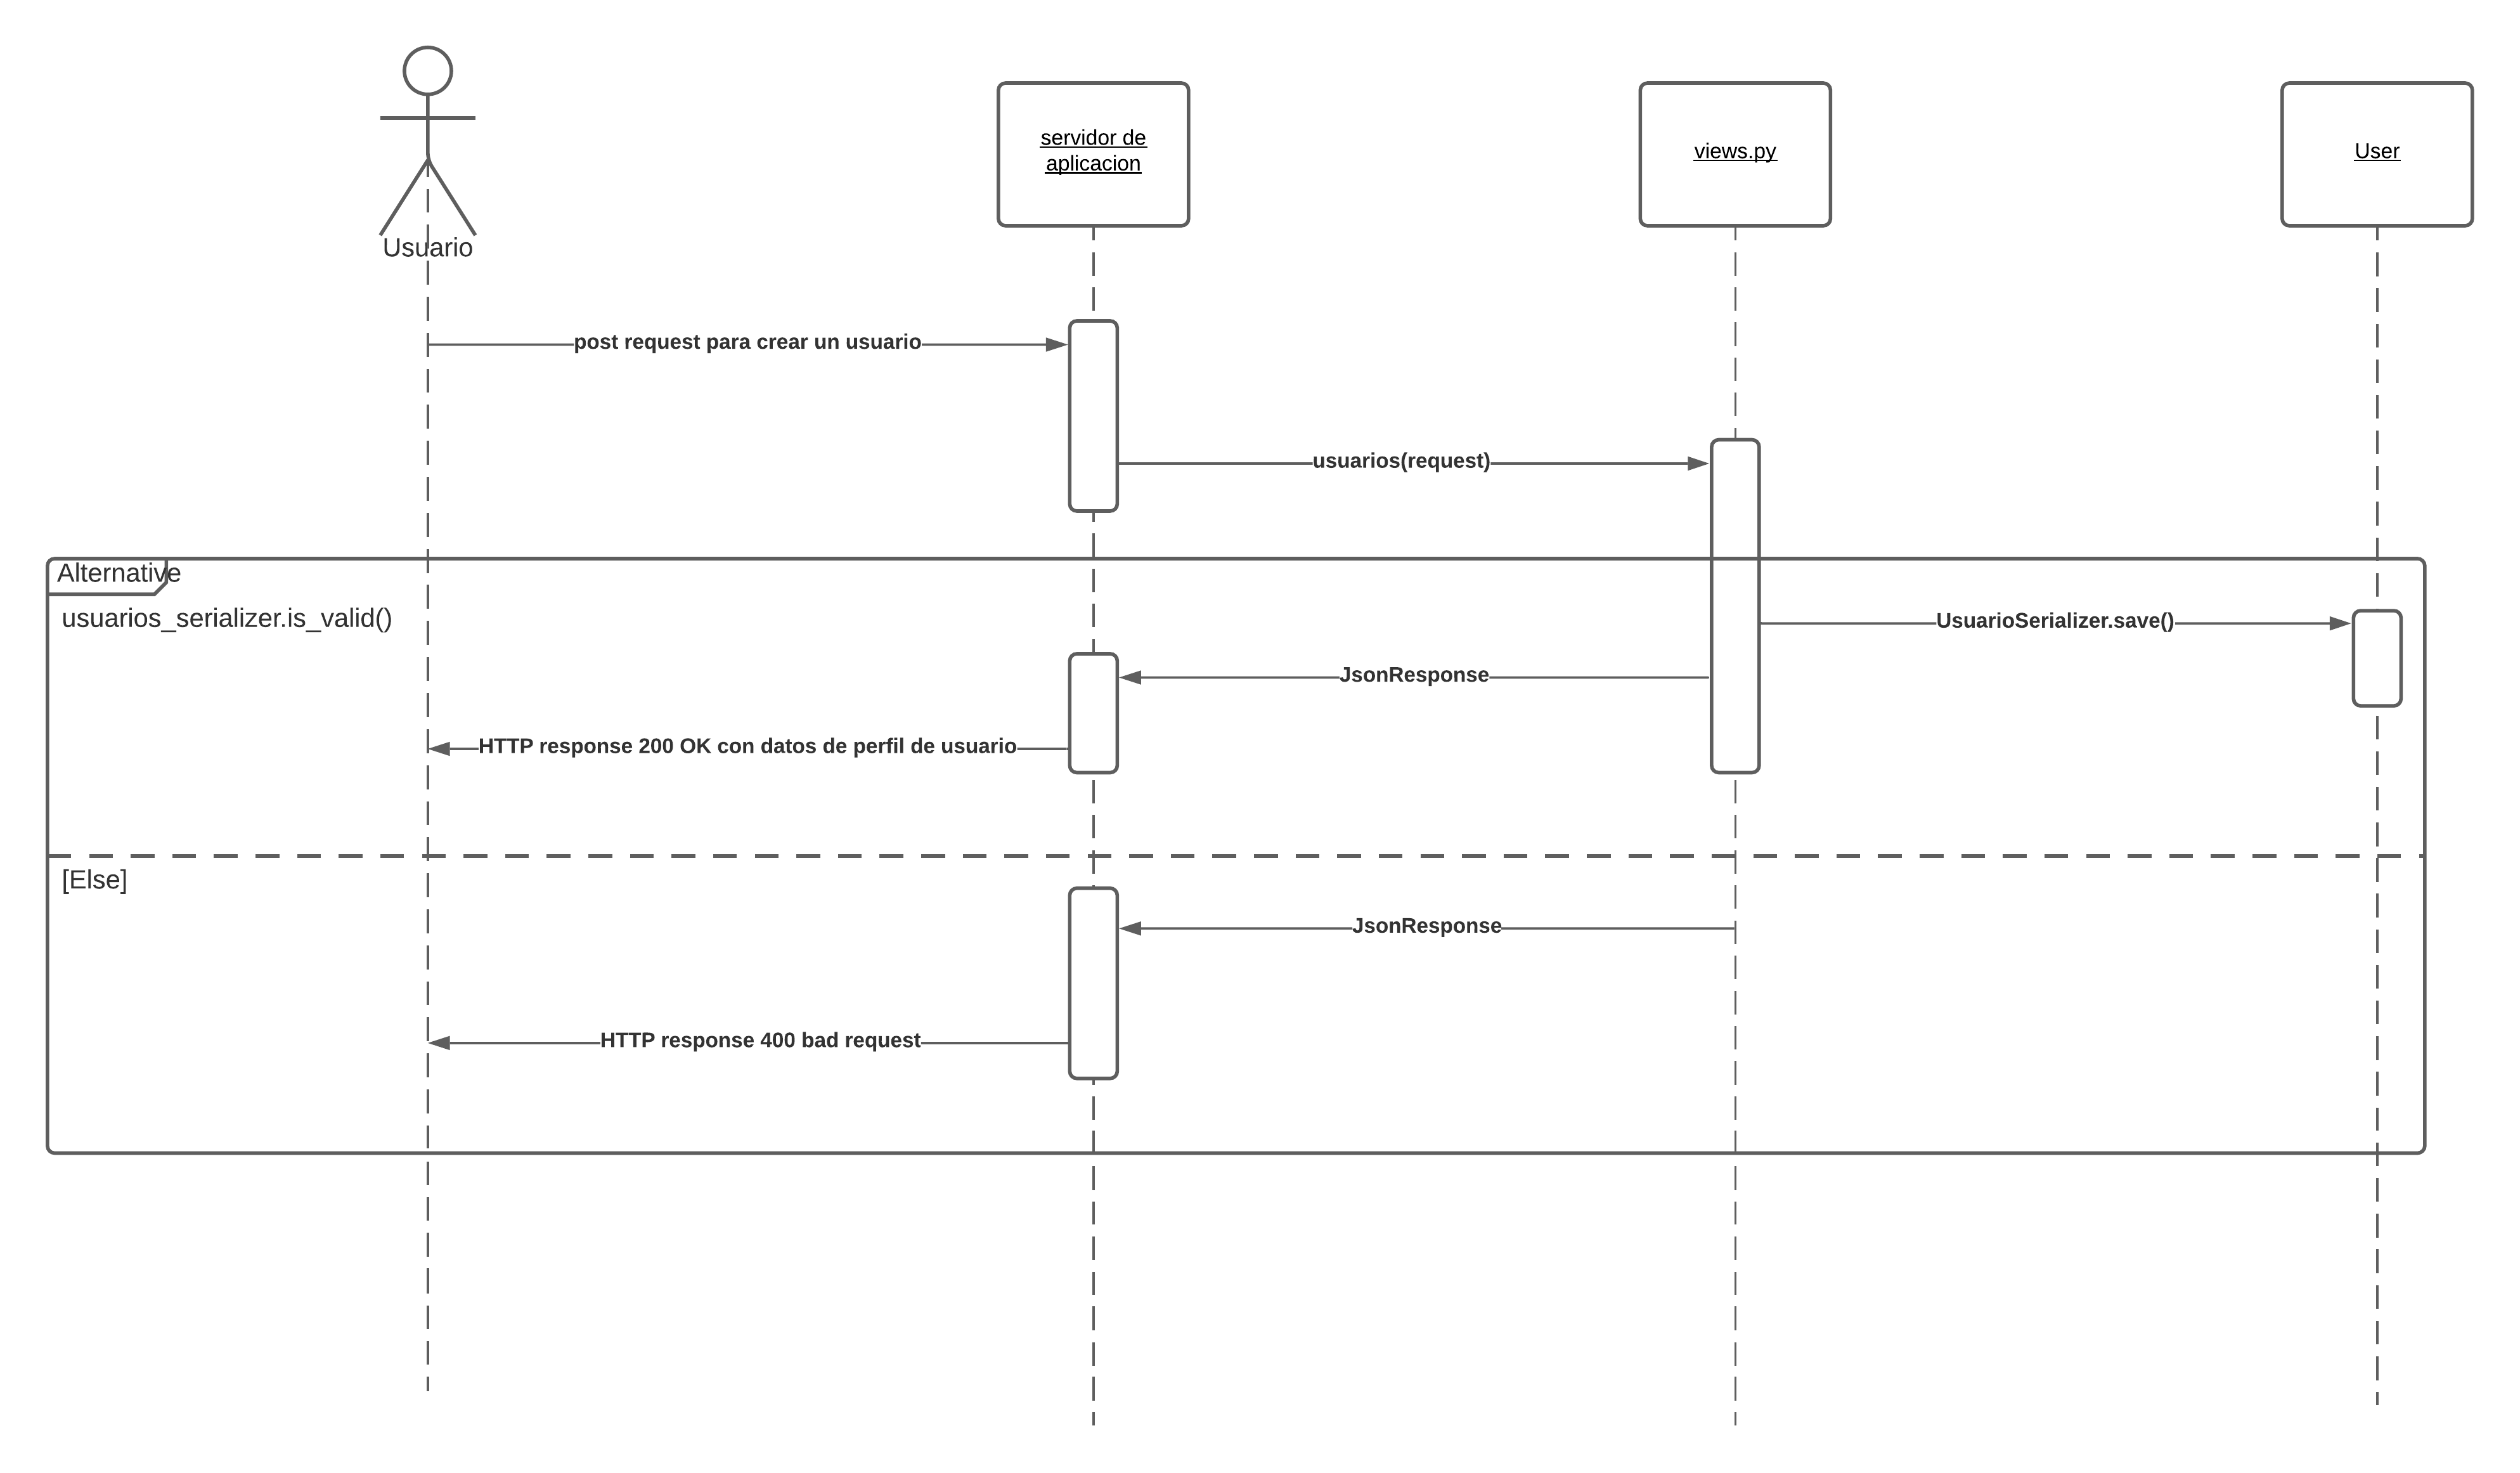 servidor de
aplicacion
views.py
User
Usuario
post request para crear un usuario
usuarios(request)
Alternative
usuarios_serializer.is_valid()
UsuarioSerializer.save()
JsonResponse
HTTP response 200 OK con datos de perfil de usuario
[Else]
JsonResponse
HTTP response 400 bad request